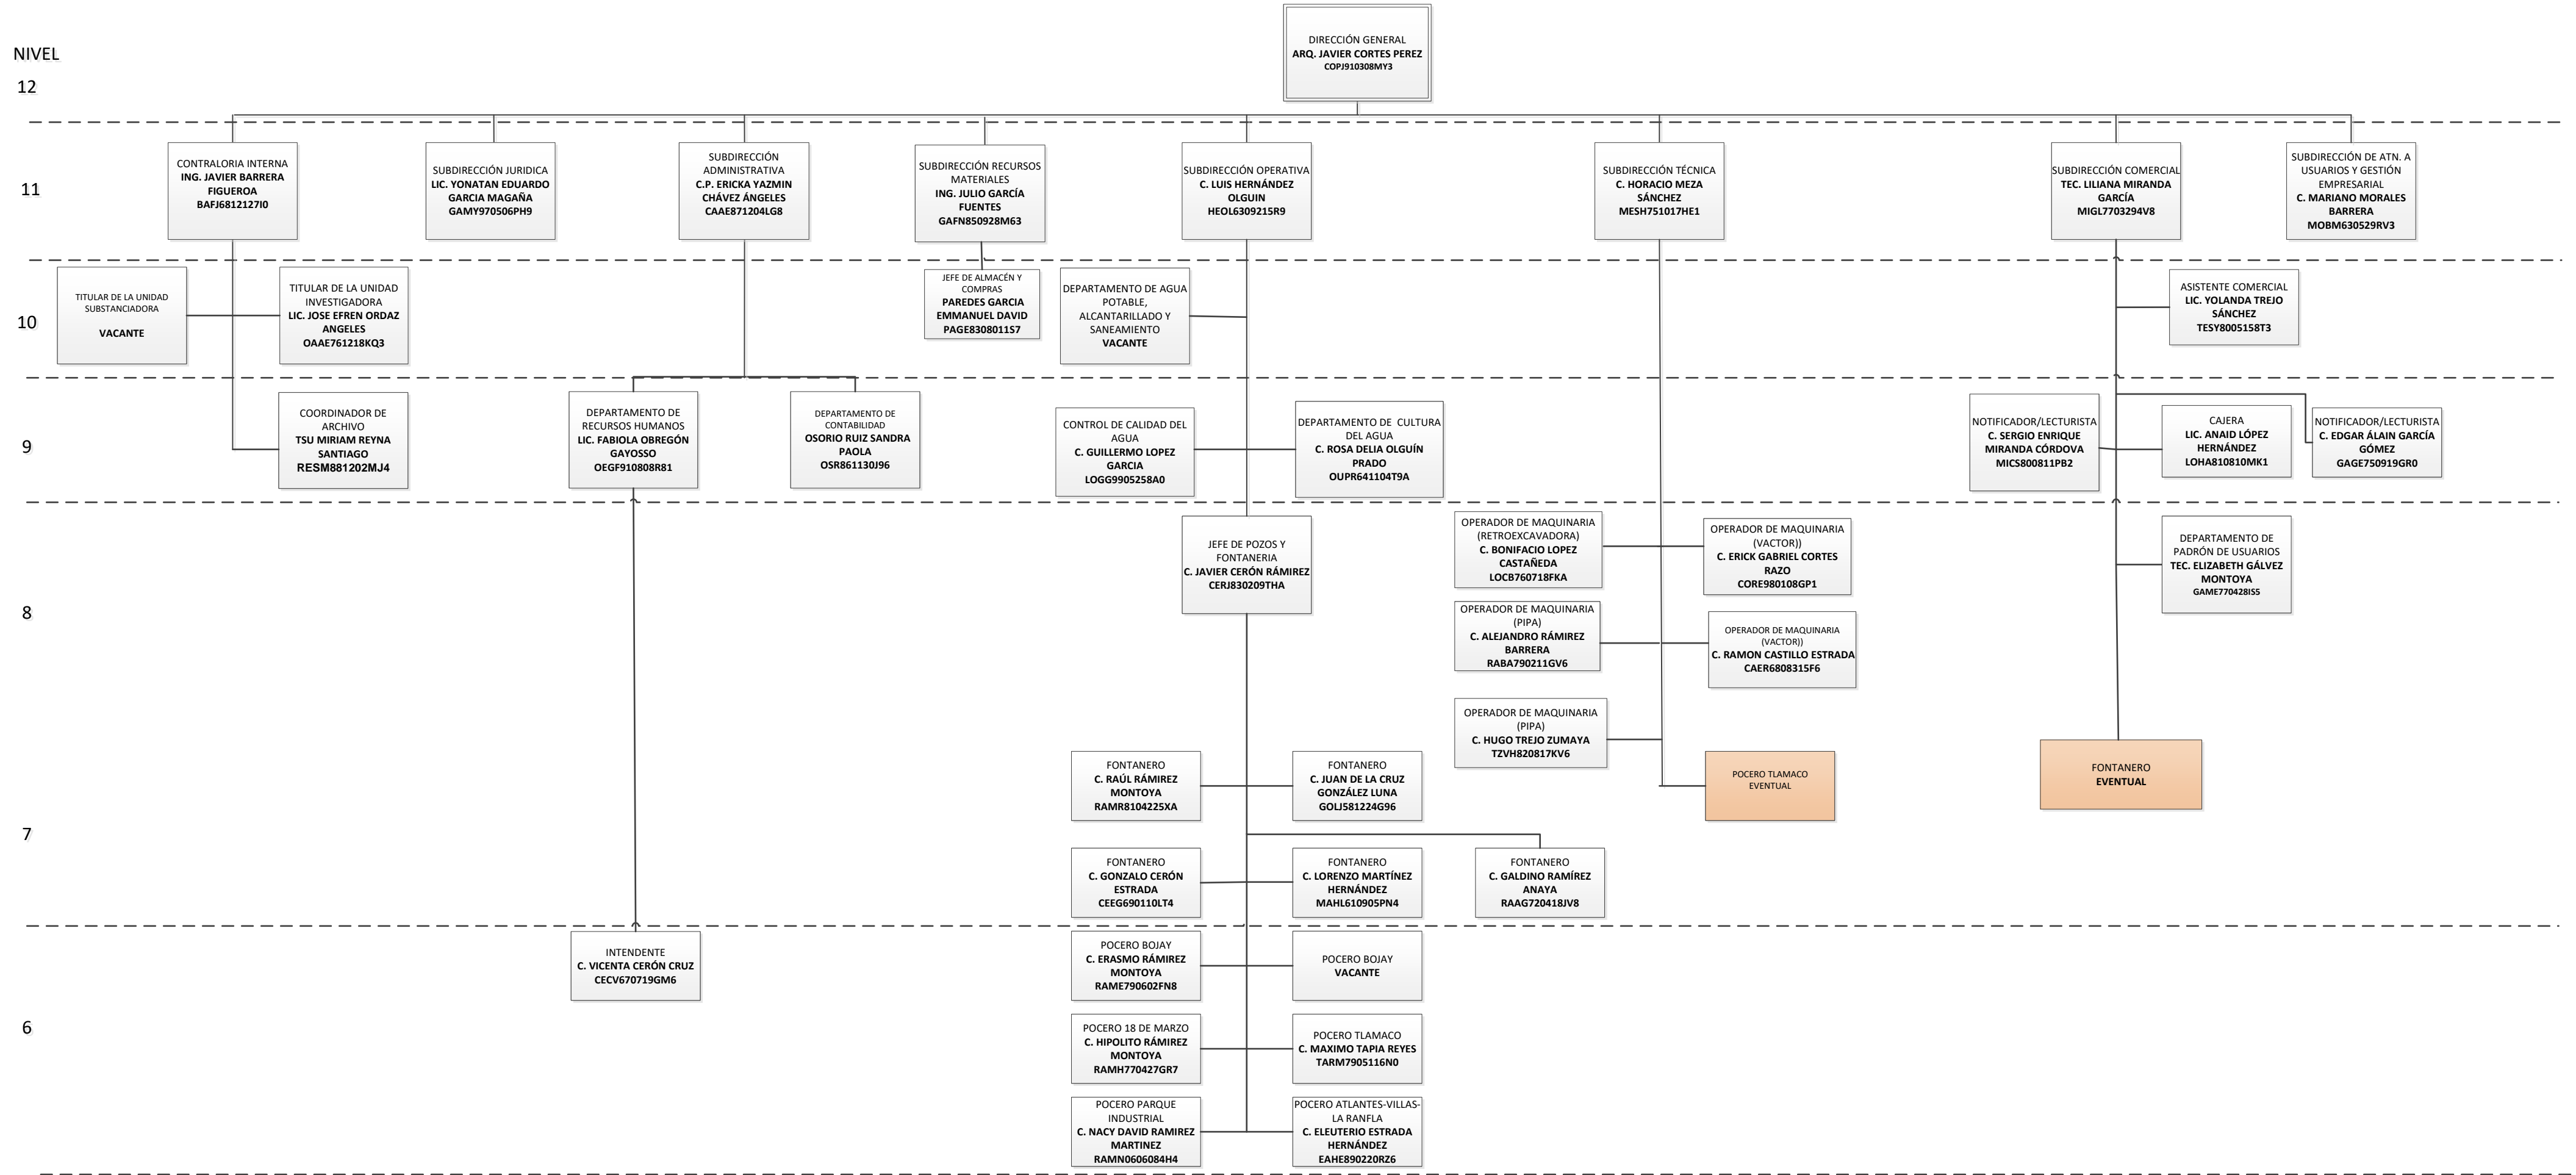 DIRECCIÓN GENERAL
ARQ. JAVIER CORTES PEREZ
COPJ910308MY3
NIVEL
12
11
CONTRALORIA INTERNA
ING. JAVIER BARRERA
FIGUEROA
BAFJ6812127I0
SUBDIRECCIÓN JURIDICA
LIC. YONATAN EDUARDO
GARCIA MAGAÑA
GAMY970506PH9
SUBDIRECCIÓN
ADMINISTRATIVA
C.P. ERICKA YAZMIN
CHÁVEZ ÁNGELES
CAAE871204LG8
SUBDIRECCIÓN RECURSOS
MATERIALES
ING. JULIO GARCÍA
FUENTES
GAFN850928M63
SUBDIRECCIÓN OPERATIVA
C. LUIS HERNÁNDEZ
OLGUIN
HEOL6309215R9
SUBDIRECCIÓN TÉCNICA
C. HORACIO MEZA
SÁNCHEZ
MESH751017HE1
SUBDIRECCIÓN COMERCIAL
TEC. LILIANA MIRANDA
GARCÍA
MIGL7703294V8
SUBDIRECCIÓN DE ATN. A
USUARIOS Y GESTIÓN
EMPRESARIAL
C. MARIANO MORALES
BARRERA
MOBM630529RV3
10
TITULAR DE LA UNIDAD
SUBSTANCIADORA
VACANTE
TITULAR DE LA UNIDAD
INVESTIGADORA
LIC. JOSE EFREN ORDAZ
ANGELES
OAAE761218KQ3
JEFE DE ALMACÉN Y
COMPRAS
PAREDES GARCIA
EMMANUEL DAVID
PAGE8308011S7
DEPARTAMENTO DE AGUA
POTABLE,
ALCANTARILLADO Y
SANEAMIENTO
VACANTE
ASISTENTE COMERCIAL
LIC. YOLANDA TREJO
SÁNCHEZ
TESY8005158T3
9
COORDINADOR DE
ARCHIVO
TSU MIRIAM REYNA
SANTIAGO
RESM881202MJ4
DEPARTAMENTO DE
RECURSOS HUMANOS
LIC. FABIOLA OBREGÓN
GAYOSSO
OEGF910808R81
DEPARTAMENTO DE
CONTABILIDAD
OSORIO RUIZ SANDRA
PAOLA
OSR861130J96
CONTROL DE CALIDAD DEL
AGUA
C. GUILLERMO LOPEZ
GARCIA
LOGG9905258A0
DEPARTAMENTO DE  CULTURA
DEL AGUA
C. ROSA DELIA OLGUÍN
PRADO
OUPR641104T9A
NOTIFICADOR/LECTURISTA
C. SERGIO ENRIQUE
MIRANDA CÓRDOVA
MICS800811PB2
CAJERA
LIC. ANAID LÓPEZ
HERNÁNDEZ
LOHA810810MK1
NOTIFICADOR/LECTURISTA
C. EDGAR ÁLAIN GARCÍA
GÓMEZ
GAGE750919GR0
8
JEFE DE POZOS Y
FONTANERIA
C. JAVIER CERÓN RÁMIREZ
CERJ830209THA
OPERADOR DE MAQUINARIA
(RETROEXCAVADORA)
C. BONIFACIO LOPEZ
CASTAÑEDA
LOCB760718FKA
OPERADOR DE MAQUINARIA
(VACTOR))
C. ERICK GABRIEL CORTES
RAZO
CORE980108GP1
DEPARTAMENTO DE
PADRÓN DE USUARIOS
TEC. ELIZABETH GÁLVEZ
MONTOYA
GAME770428IS5
OPERADOR DE MAQUINARIA
(PIPA)
C. ALEJANDRO RÁMIREZ
BARRERA
RABA790211GV6
OPERADOR DE MAQUINARIA
(VACTOR))
C. RAMON CASTILLO ESTRADA
CAER6808315F6
OPERADOR DE MAQUINARIA
(PIPA)
C. HUGO TREJO ZUMAYA
TZVH820817KV6
7
FONTANERO
C. RAÚL RÁMIREZ
MONTOYA
RAMR8104225XA
FONTANERO
C. JUAN DE LA CRUZ
GONZÁLEZ LUNA
GOLJ581224G96
POCERO TLAMACO
EVENTUAL
FONTANERO
EVENTUAL
FONTANERO
C. GONZALO CERÓN
ESTRADA
CEEG690110LT4
FONTANERO
C. LORENZO MARTÍNEZ
HERNÁNDEZ
MAHL610905PN4
FONTANERO
C. GALDINO RAMÍREZ
ANAYA
RAAG720418JV8
6
INTENDENTE
C. VICENTA CERÓN CRUZ
CECV670719GM6
POCERO BOJAY
C. ERASMO RÁMIREZ
MONTOYA
RAME790602FN8
POCERO BOJAY
VACANTE
POCERO 18 DE MARZO
C. HIPOLITO RÁMIREZ
MONTOYA
RAMH770427GR7
POCERO TLAMACO
C. MAXIMO TAPIA REYES
TARM7905116N0
POCERO PARQUE
INDUSTRIAL
C. NACY DAVID RAMIREZ
MARTINEZ
RAMN0606084H4
POCERO ATLANTES-VILLAS-
LA RANFLA
C. ELEUTERIO ESTRADA
HERNÁNDEZ
EAHE890220RZ6